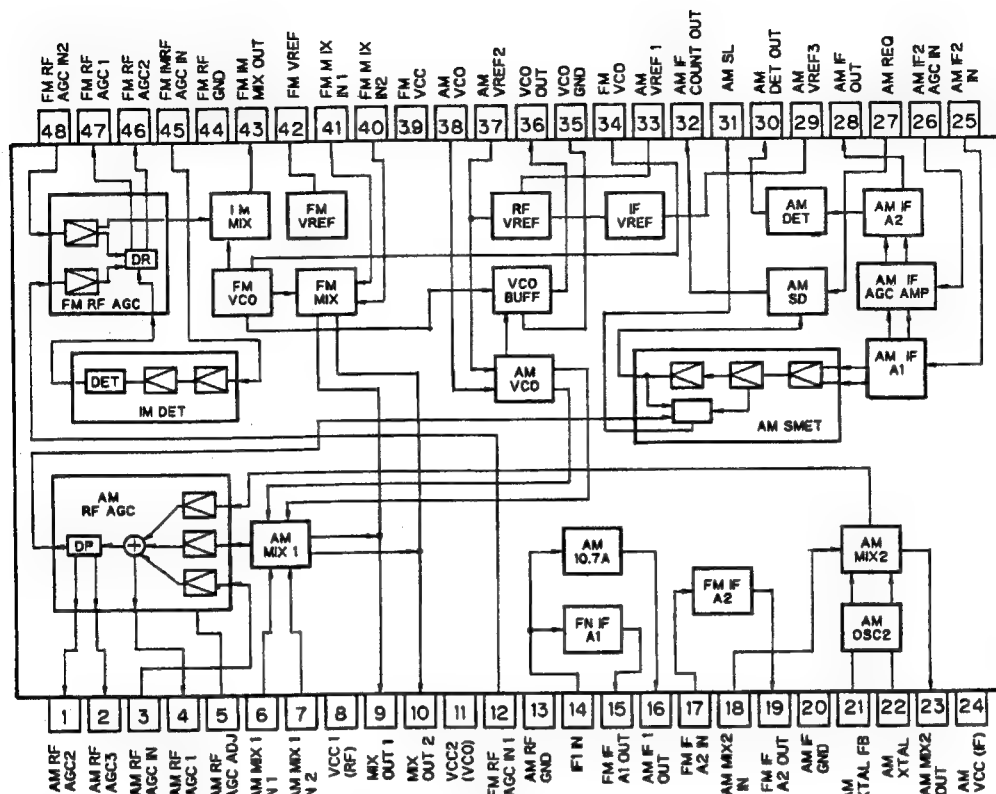 FM RF AGC IN2
FM RF AGC 1
FM RF AGC2
FM IMRF AGC IN
FM RF GND
FM IM MIX OUT
FM VREF
FM M IX IN 1
FM M IX IN2
FM VCC
AM VCO
AM VREF2
VCO OUT
VCO GND
FM VCO
AM VREF 1
AM IF COUNT OUT
AM SL
AM DET OUT
AM VREF3
AM IF OUT
AM REQ
AM IF2 AGC IN
AM IF2 IN
48 47 46 45 44 43 42 41 40 39 38 37 36 35 34 33 32 31 30 29 28 27 26 25
DR
FM RF AGC
I M MIX
FM VREF
RF VREF
IF VREF
AM DET
AM IF A2
FM VCO
FM MIX
VCO BUFF
AM SD
AM IF AGC AMP
DET
IM DET
AM VCO
AM IF A1
AM SMET
AM RF AGC
DP
+
AM MIX 1
AM 10.7A
FN IF A1
FM IF A2
AM MIX2
AM OSC2
1 2 3 4 5 6 7 8 9 10 11 12 13 14 15 16 17 18 19 20 21 22 23 24
AM RF AGC2
AM RF AGC3
AM RF AGC IN
AM RF AGC 1
AM RF AGC ADJ
AM MIX 1 IN 1
AM MIX 1 IN 2
VCC 1 (RF)
MIX OUT 1
MIX OUT 2
VCC2 (VCO)
FM RF AGC IN 1
AM RF GND
IF1 IN
FM IF A1 OUT
AM IF 1 OUT
FM IF A2 IN
AM MIX2 IN
FM IF A2 OUT
AM IF GND
AM XTAL FB
AM XTAL
AM MIX2 OUT
AM VCC (IF)